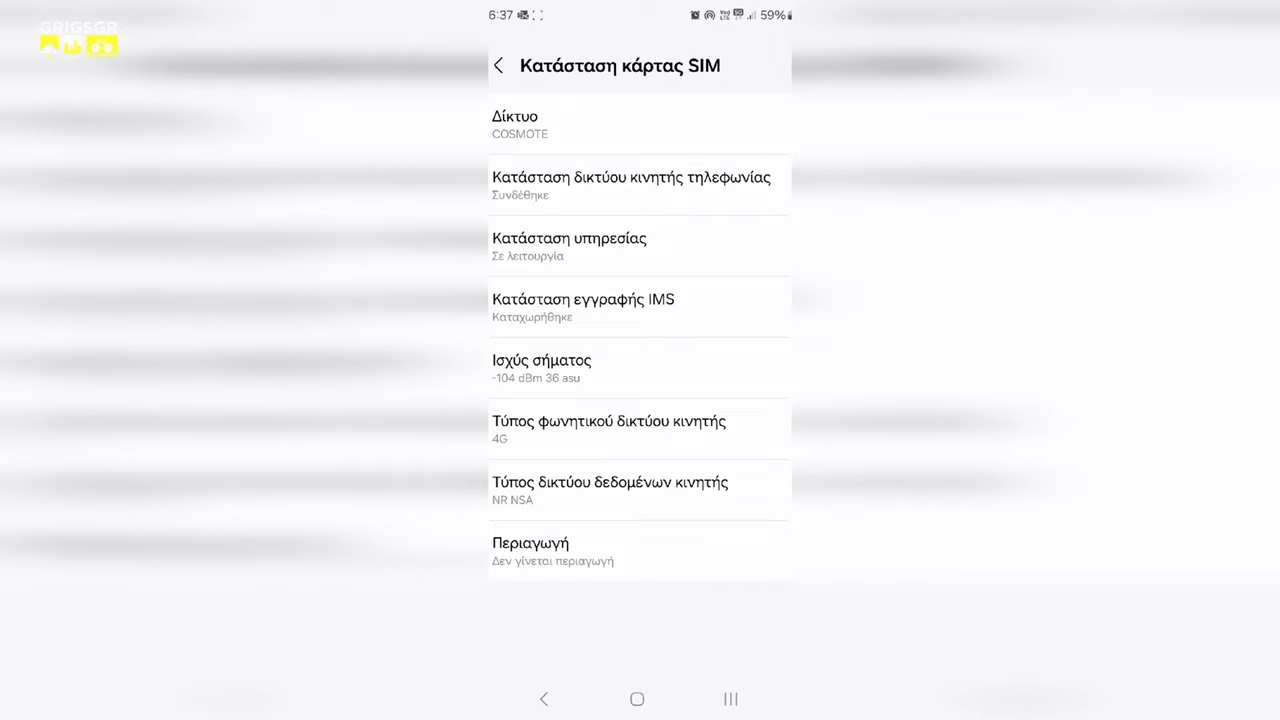 GRIGSGR
6:37
59%
Κατάσταση κάρτας SIM
Δίκτυο
COSMOTE
Κατάσταση δικτύου κινητής τηλεφωνίας
Συνδέθηκε
Κατάσταση υπηρεσίας
Σε λειτουργία
Κατάσταση εγγραφής IMS
Καταχωρήθηκε
Ισχύς σήματος
-104 dBm 36 asu
Τύπος φωνητικού δικτύου κινητής
4G
Τύπος δικτύου δεδομένων κινητής
NR NSA
Περιαγωγή
Δεν γίνεται περιαγωγή